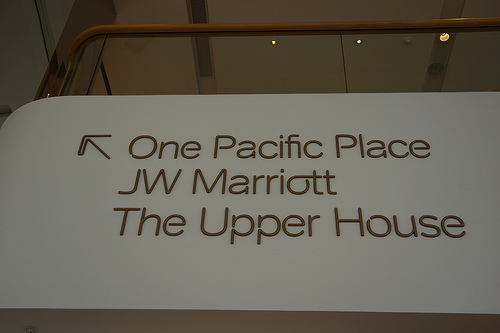 One Pacific Place
JW Marriott
The Upper House